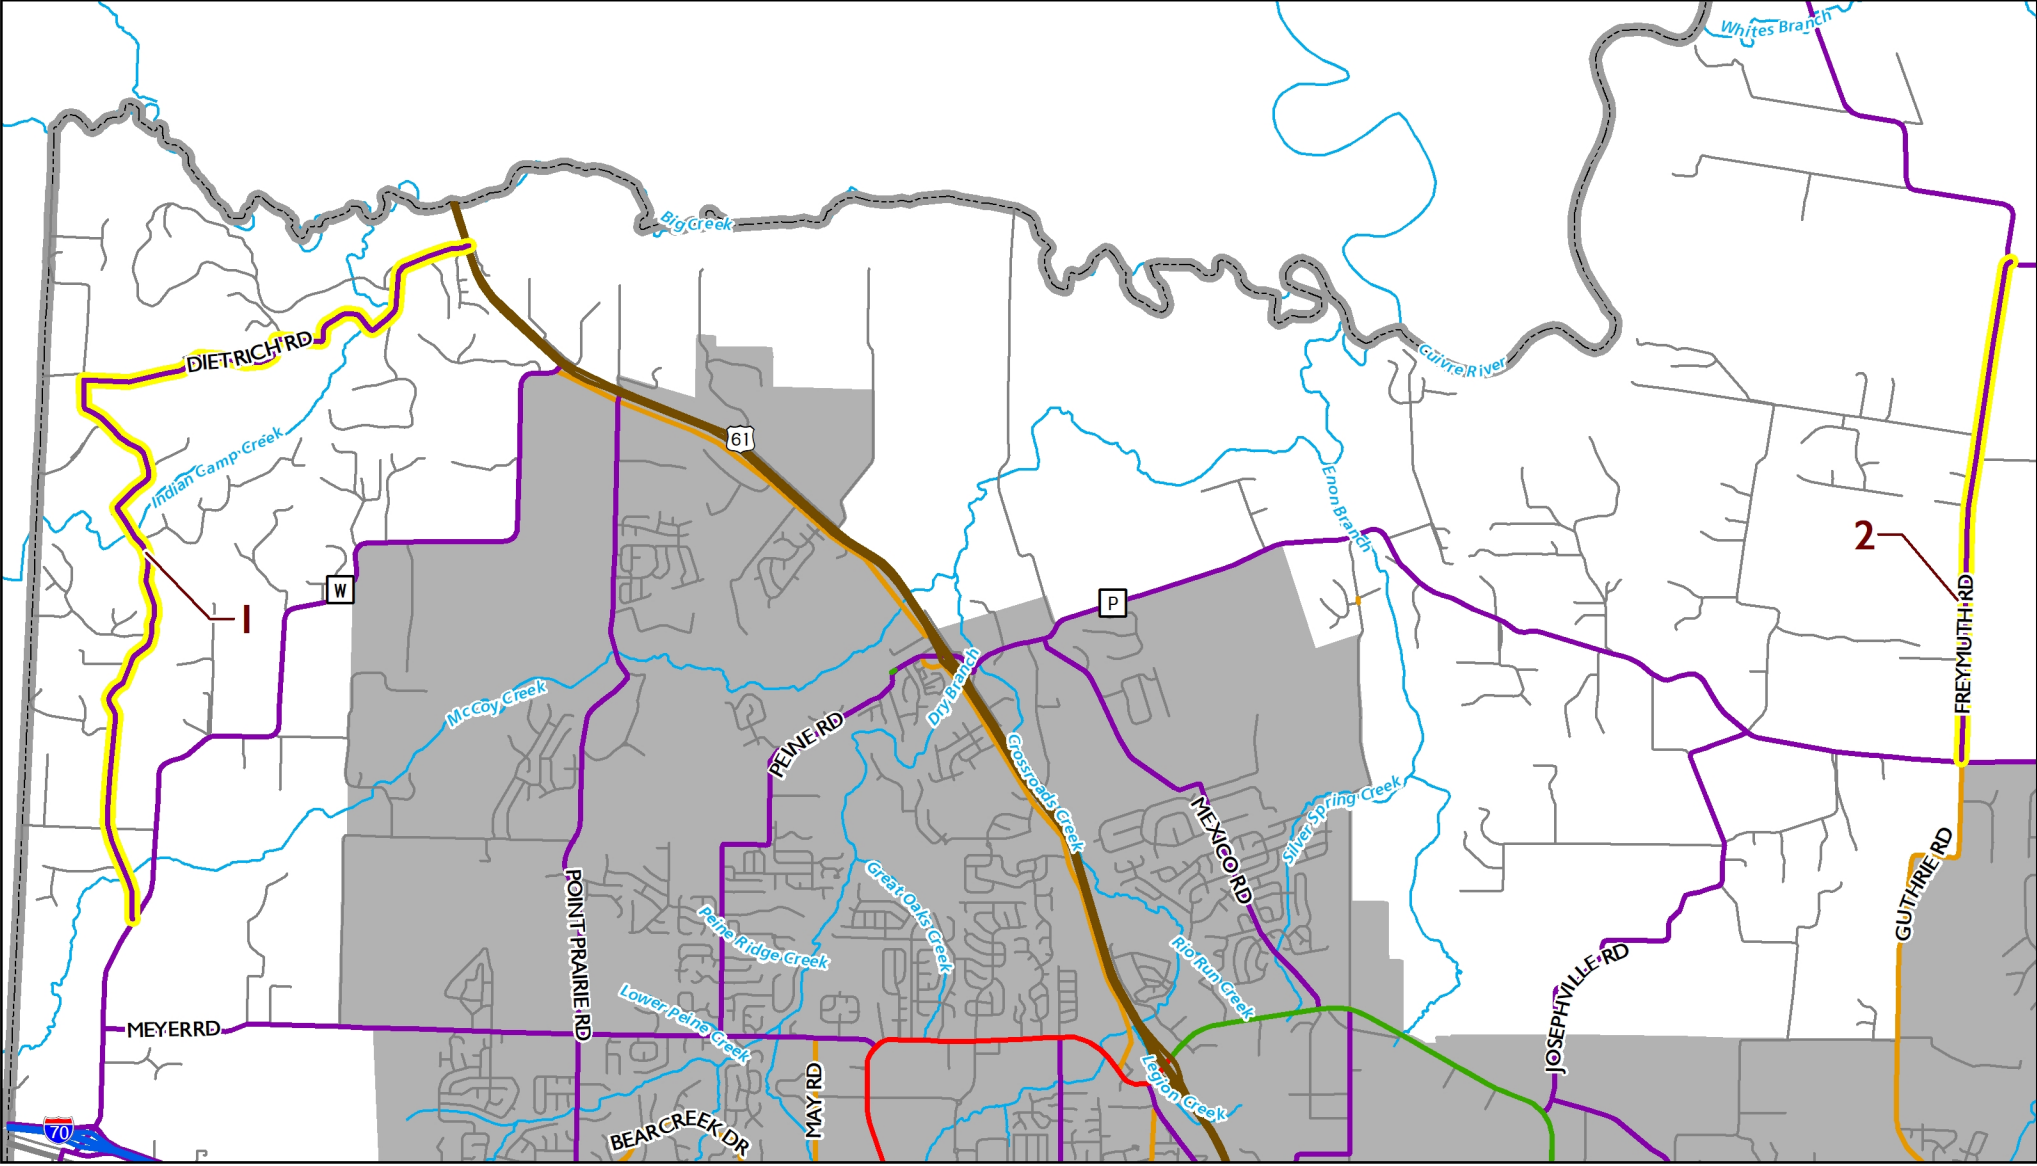 Whites Branch
Big Creek
DIETRICH RD
Cuivre River
61
Indian Camp Creek
Enon Branch
2
W
P
1
FREYMUTH RD
McCoy Creek
Dry Branch
PEINE RD
Crossroads Creek
MEXICO RD
Silver Spring Creek
GUTHRIE RD
Great Oaks Creek
POINT PRAIRIE RD
Peine Ridge Creek
Rio Run Creek
JOSEPHVILLE RD
Lower Peine Creek
MEYER RD
MAY RD
Legion Creek
70
BEAR CREEK DR